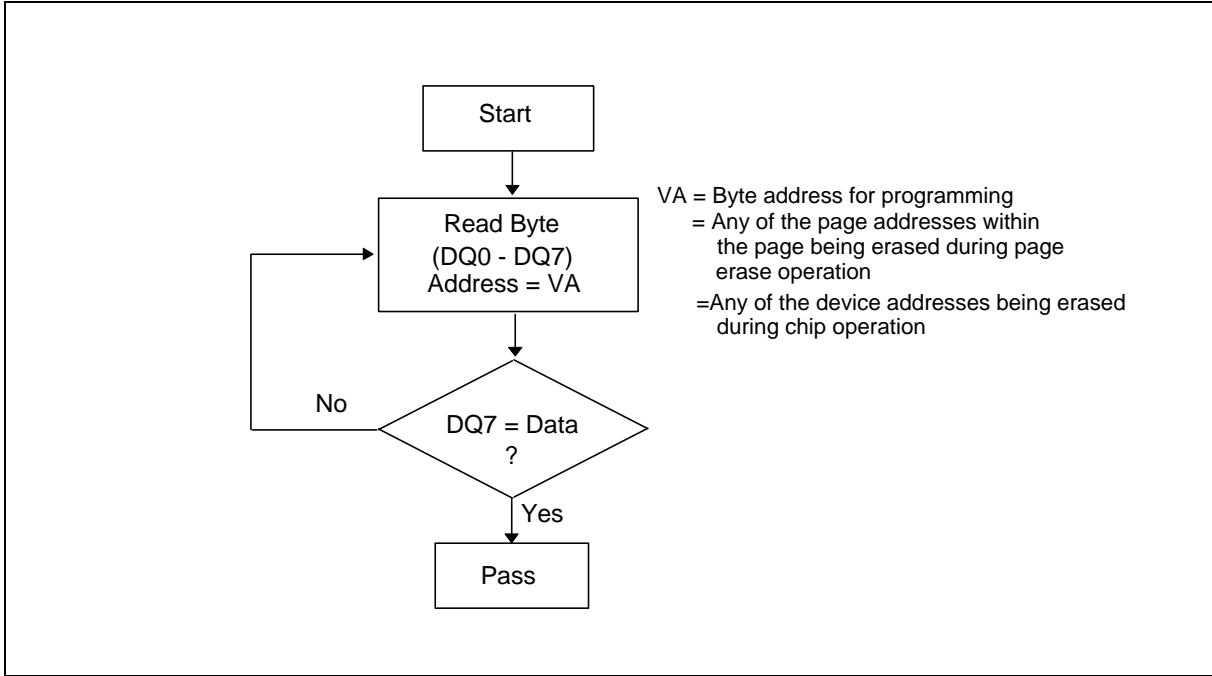 Start
Read Byte
(DQ0 - DQ7)
Address = VA
VA = Byte address for programming
= Any of the page addresses within
the page being erased during page
erase operation
=Any of the device addresses being erased
during chip operation
No
DQ7 = Data
?
Yes
Pass